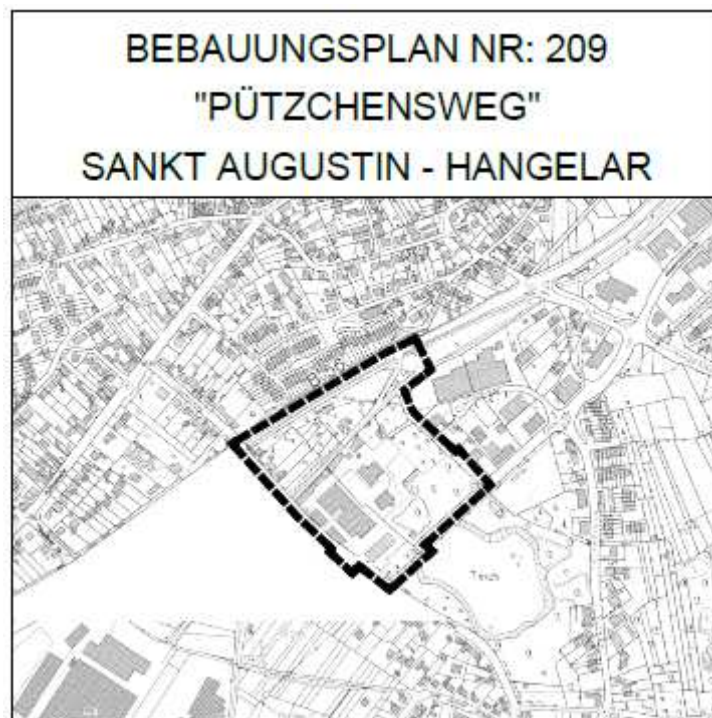 BEBAUUNGSPLAN NR: 209
"PÜTZCHENSWEG"
SANKT AUGUSTIN - HANGELAR
Teich